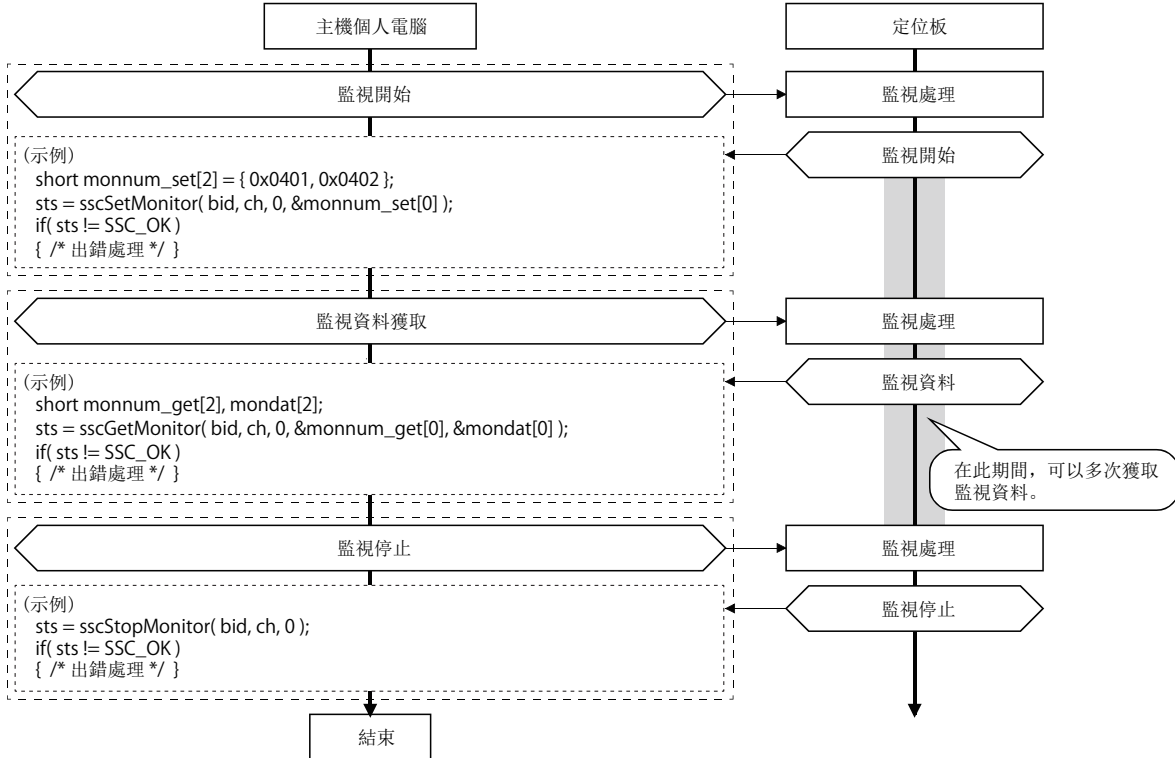 主機個人電腦
定位板
監視開始
監視處理
監視開始
(示例)
short monnum_set[2] = { 0x0401, 0x0402 };
sts = sscSetMonitor( bid, ch, 0, &monnum_set[0] );
if( sts != SSC_OK )
{ /* 出錯處理 */ }
監視資料獲取
監視處理
監視資料
(示例)
short monnum_get[2], mondat[2];
sts = sscGetMonitor( bid, ch, 0, &monnum_get[0], &mondat[0] );
if( sts != SSC_OK )
{ /* 出錯處理 */ }
在此期間，可以多次獲取
監視資料。
監視停止
監視處理
監視停止
(示例)
sts = sscStopMonitor( bid, ch, 0 );
if( sts != SSC_OK )
{ /* 出錯處理 */ }
結束